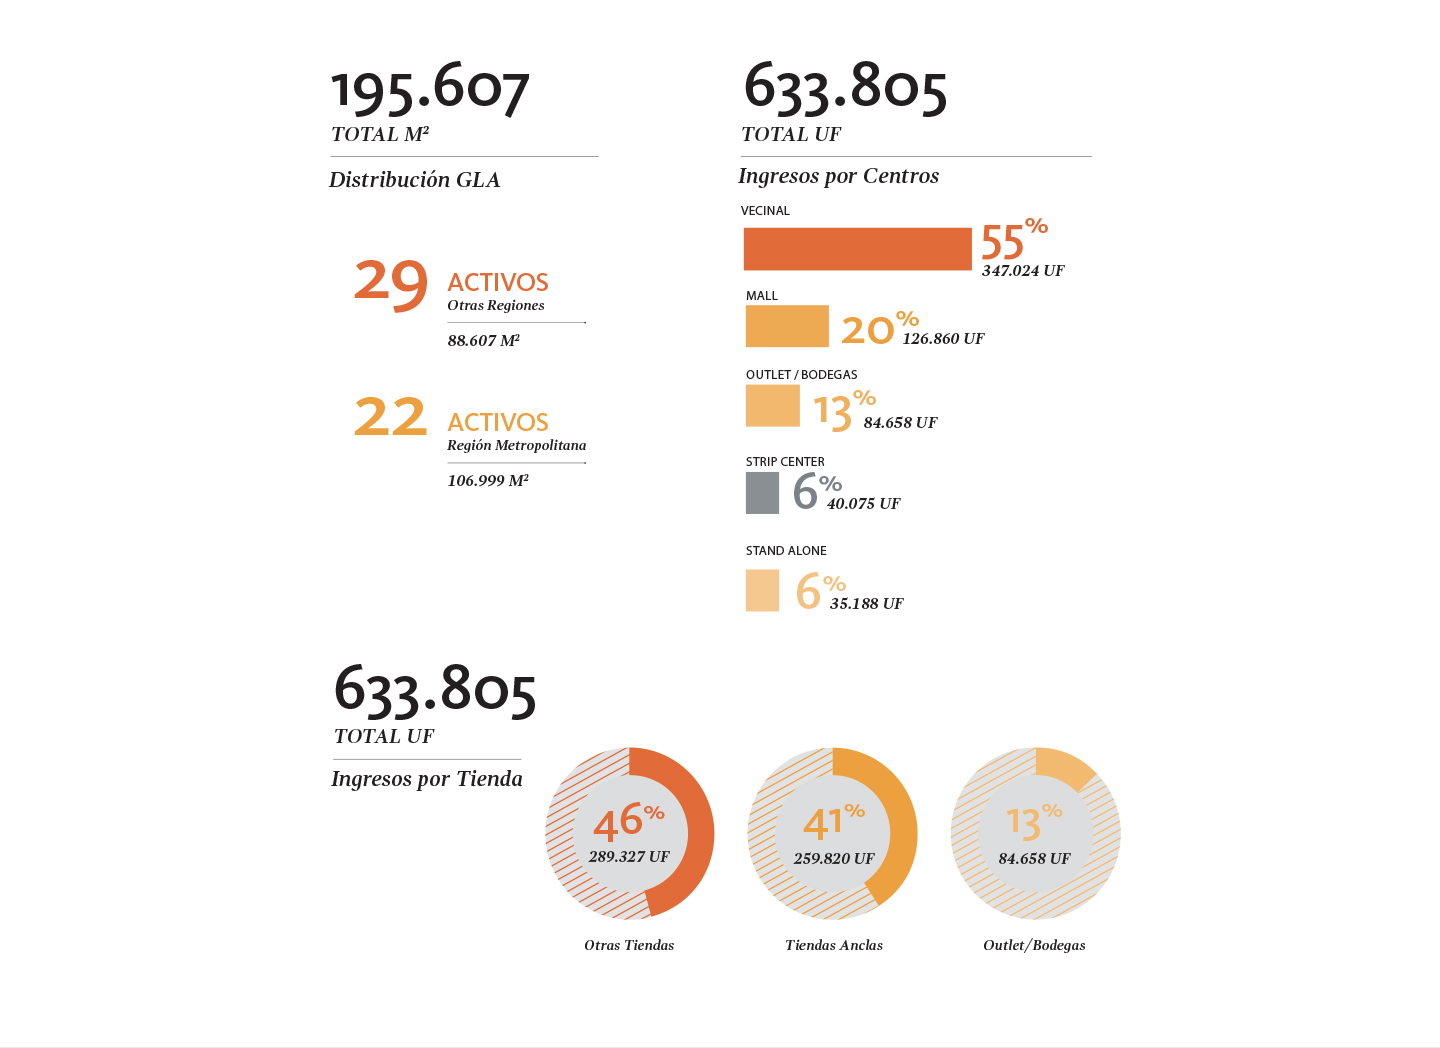 195.607
TOTAL M²
Distribución GLA
29 ACTIVOS
Otras Regiones
88.607 M²
22 ACTIVOS
Región Metropolitana
106.999 M²
633.805
TOTAL UF
Ingresos por Centros
VECINAL
55%
347.024 UF
MALL
20%
126.860 UF
OUTLET / BODEGAS
13%
84.658 UF
STRIP CENTER
6%
40.075 UF
STAND ALONE
6%
35.188 UF
633.805
TOTAL UF
Ingresos por Tienda
46%
289.327 UF
Otras Tiendas
41%
259.820 UF
Tiendas Anclas
13%
84.658 UF
Outlet/Bodegas